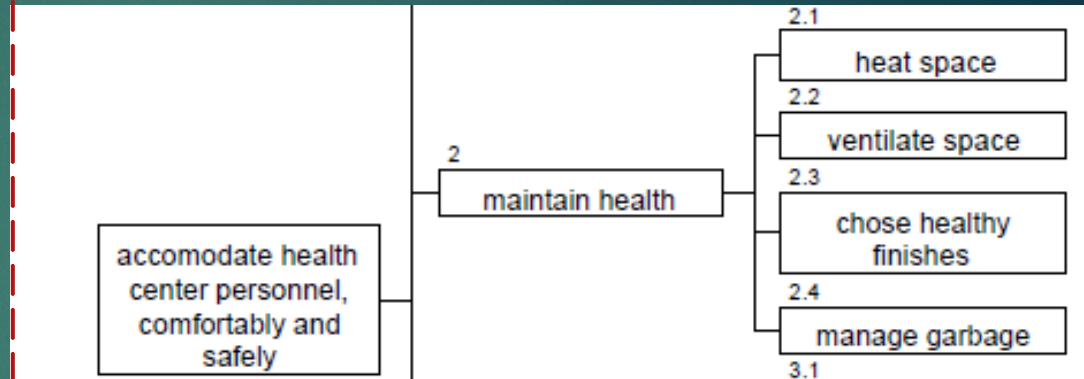 2.1
heat space
2.2
ventilate space
2
maintain health
2.3
chose healthy
finishes
accomodate health
center personnel,
comfortably and
safely
2.4
manage garbage
3.1